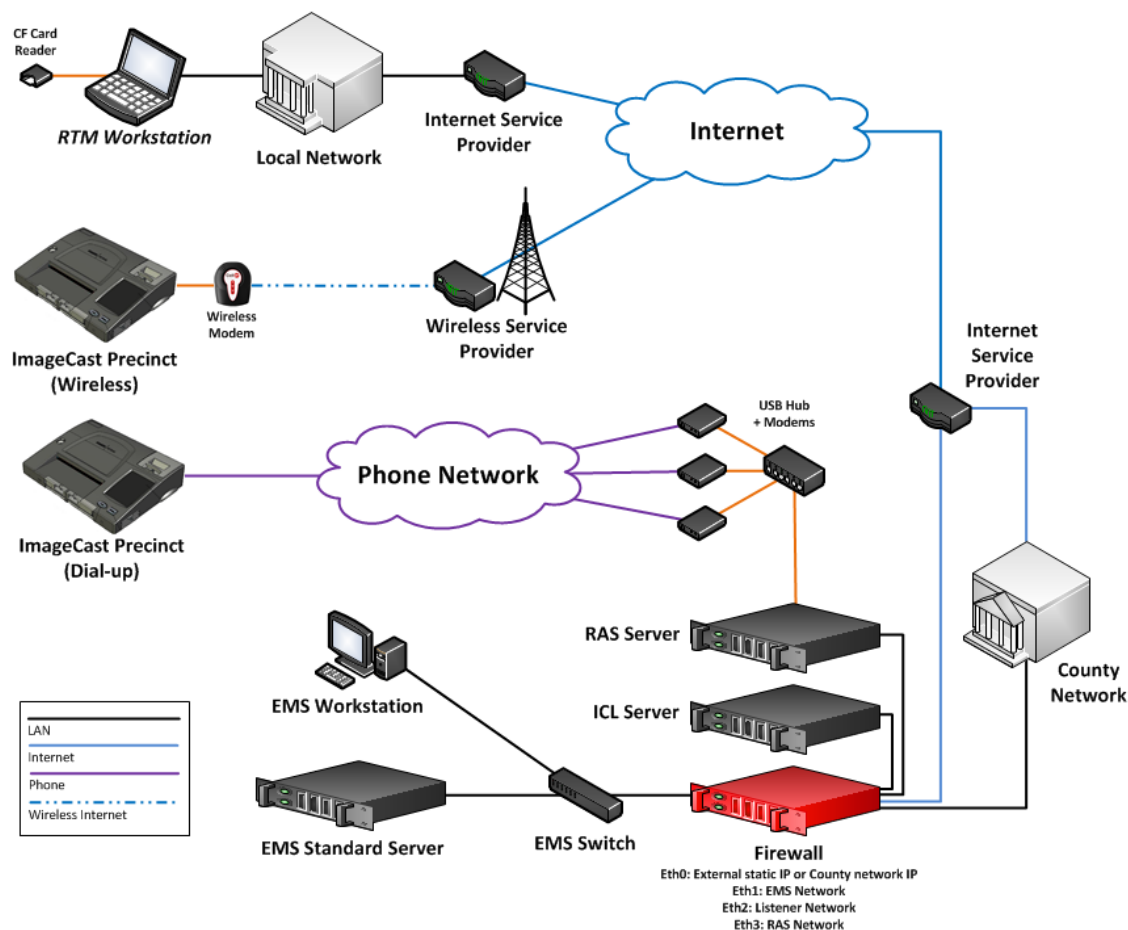 CF Card
Reader
RTM Workstation
Local Network
Internet Service
Provider
Internet
Wireless
Modem
Wireless Service
Provider
ImageCast Precinct
(Wireless)
Internet
Service
Provider
USB Hub
+ Modems
Phone Network
ImageCast Precinct
(Dial-up)
RAS Server
County
Network
EMS Workstation
ICL Server
LAN
Internet
Phone
Wireless Internet
EMS Standard Server
EMS Switch
Firewall
Eth0: External static IP or County network IP
Eth1: EMS Network
Eth2: Listener Network
Eth3: RAS Network